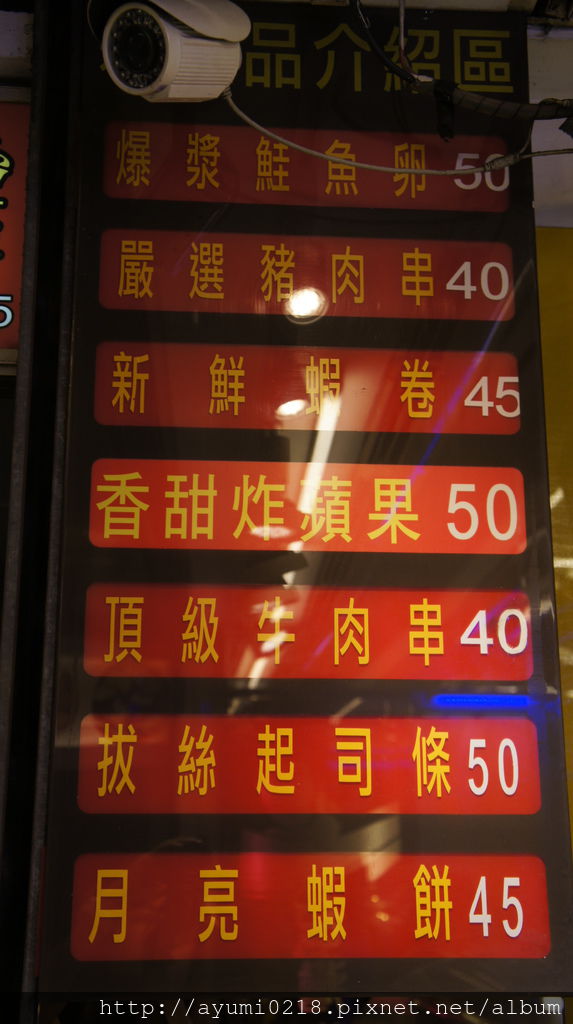 品介紹區
爆漿鮭魚卵 50
嚴選豬肉串 40
新鮮蝦卷 45
香甜炸蘋果 50
頂級牛肉串 40
拔絲起司條 50
月亮蝦餅 45
5
http://ayumi0218.pixnet.net/album